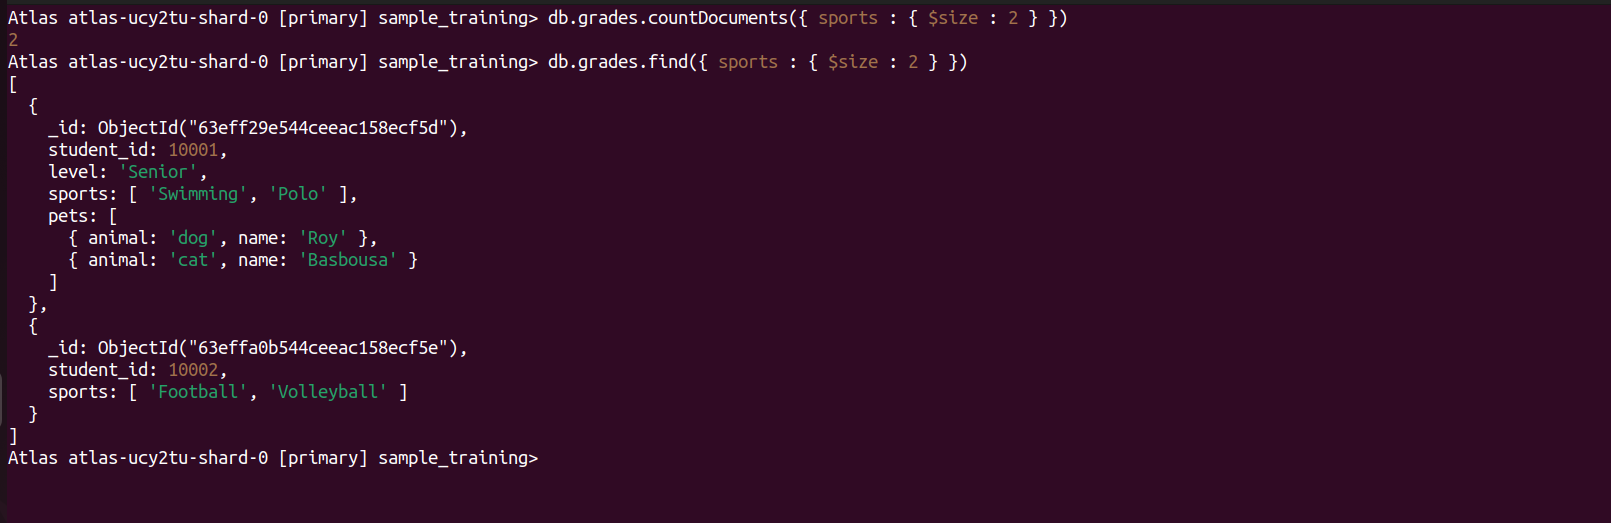 Atlas atlas-ucy2tu-shard-0 [primary] sample_training> db.grades.countDocuments({ sports : { $size : 2 } })
2
Atlas atlas-ucy2tu-shard-0 [primary] sample_training> db.grades.find({ sports : { $size : 2 } })
[
  {
    _id: ObjectId("63eff29e544ceeac158ecf5d"),
    student_id: 10001,
    level: 'Senior',
    sports: [ 'Swimming', 'Polo' ],
    pets: [
      { animal: 'dog', name: 'Roy' },
      { animal: 'cat', name: 'Basbousa' }
    ]
  },
  {
    _id: ObjectId("63effa0b544ceeac158ecf5e"),
    student_id: 10002,
    sports: [ 'Football', 'Volleyball' ]
  }
]
Atlas atlas-ucy2tu-shard-0 [primary] sample_training>